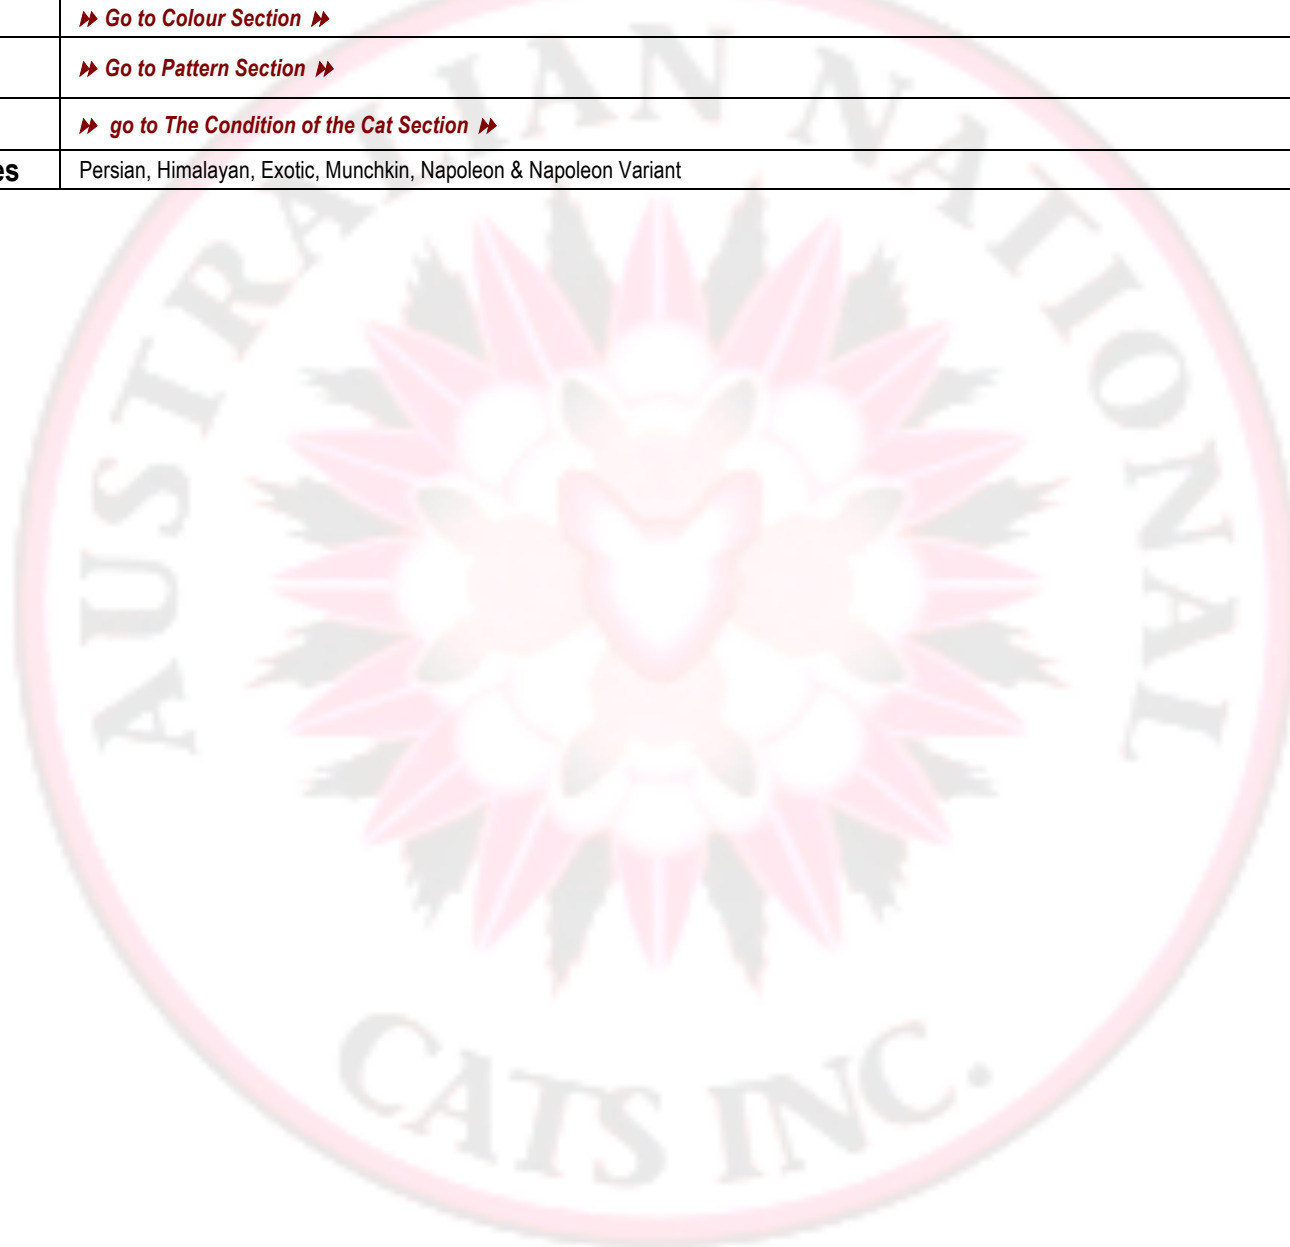 » Go to Colour Section »
» Go to Pattern Section »
» go to The Condition of the Cat Section »
es Persian, Himalayan, Exotic, Munchkin, Napoleon & Napoleon Variant
AUSTRALIAN NATIONAL
CATS INC.